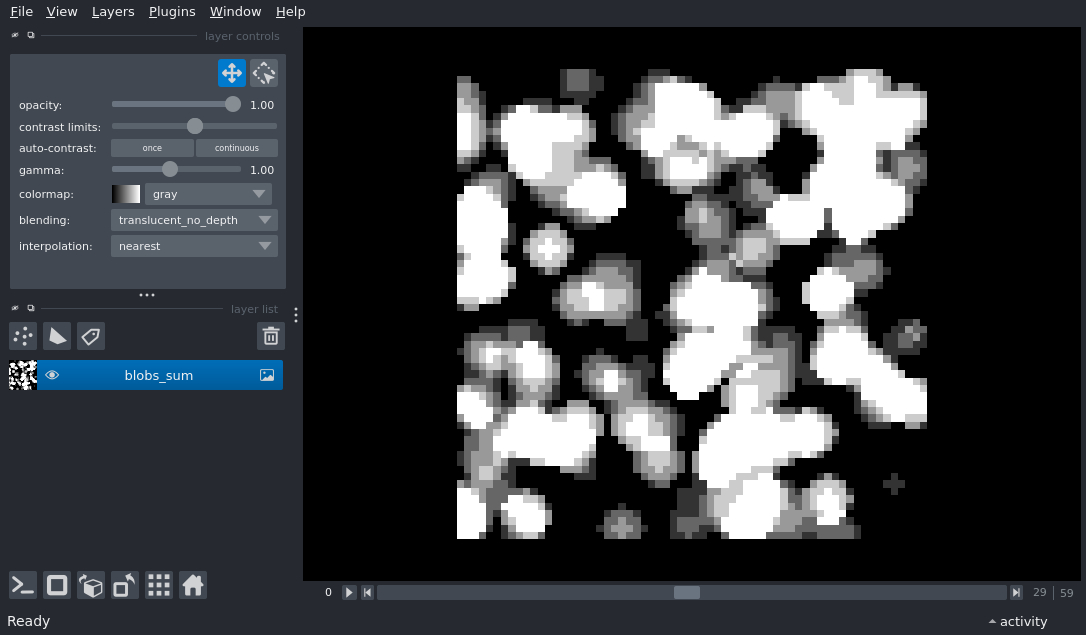 File View Layers Plugins Window Help
layer controls
opacity: 1.00
contrast limits:
auto-contrast: once continuous
gamma: 1.00
colormap: gray
blending: translucent_no_depth
interpolation: nearest
layer list
blobs_sum
0 29 59
Ready activity